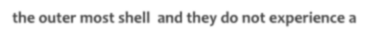 the outer most shell and they do not experience a